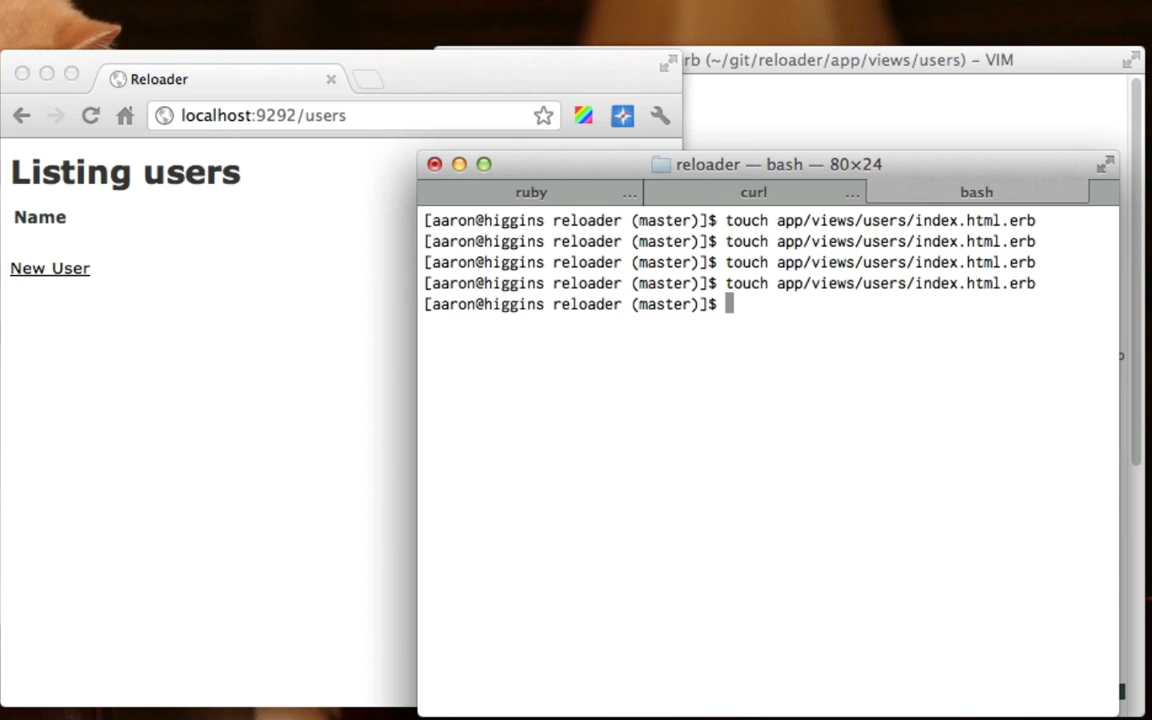 rb (~/git/reloader/app/views/users) – VIM
Reloader
localhost:9292/users
Listing users
Name
New User
reloader — bash — 80×24
ruby ...
curl ...
bash
[aaron@higgins reloader (master)]$ touch app/views/users/index.html.erb
[aaron@higgins reloader (master)]$ touch app/views/users/index.html.erb
[aaron@higgins reloader (master)]$ touch app/views/users/index.html.erb
[aaron@higgins reloader (master)]$ touch app/views/users/index.html.erb
[aaron@higgins reloader (master)]$